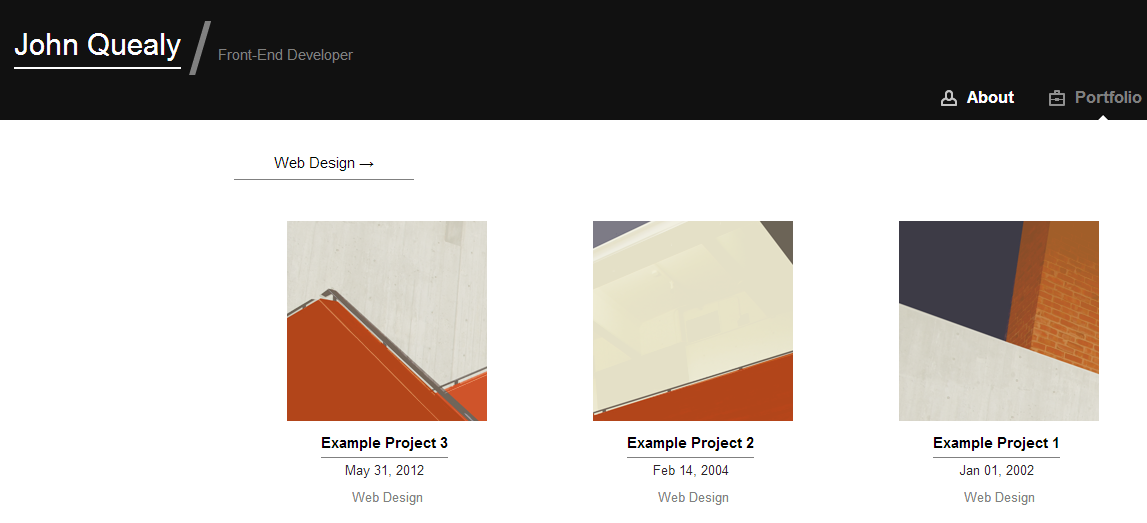 John Quealy
Front-End Developer
About
Portfolio
Web Design →
Example Project 3
May 31, 2012
Web Design
Example Project 2
Feb 14, 2004
Web Design
Example Project 1
Jan 01, 2002
Web Design